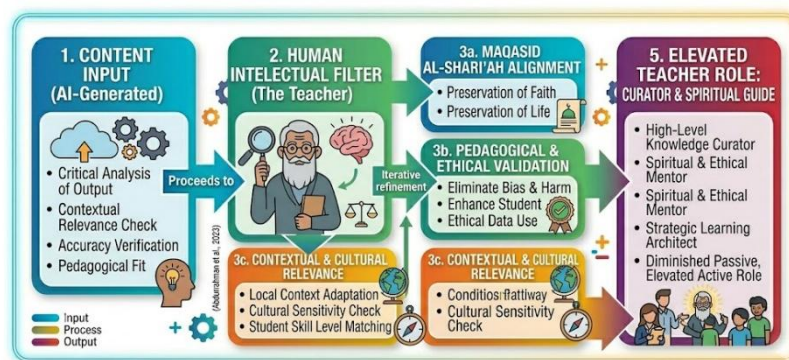 1. CONTENT
INPUT
(AI-Generated)
• Critical Analysis
of Output
• Contextual
Relevance Check
• Accuracy Verification
• Pedagogical Fit
Proceeds to
2. HUMAN
INTELECTUAL FILTER
(The Teacher)
(Abdurrahman et al., 2023)
Iterative
refinement
3a. MAQASID
AL-SHARI'AH ALIGNMENT
• Preservation of Faith
• Preservation of Life
3b. PEDAGOGICAL &
ETHICAL VALIDATION
• Eliminate Bias & Harm
• Enhance Student
• Ethical Data Use
3c. CONTEXTUAL & CULTURAL
RELEVANCE
• Local Context Adaptation
• Cultural Sensitivity Check
• Student Skill Level Matching
3c. CONTEXTUAL & CULTURAL
RELEVANCE
• Cultural Sensitivity
Check
5. ELEVATED
TEACHER ROLE:
CURATOR & SPIRITUAL GUIDE
• High-Level
Knowledge Curator
• Spiritual & Ethical
Mentor
• Spiritual & Ethical
Mentor
• Strategic Learning
Architect
• Diminished Passive,
Elevated Active Role
Input
Process
Output